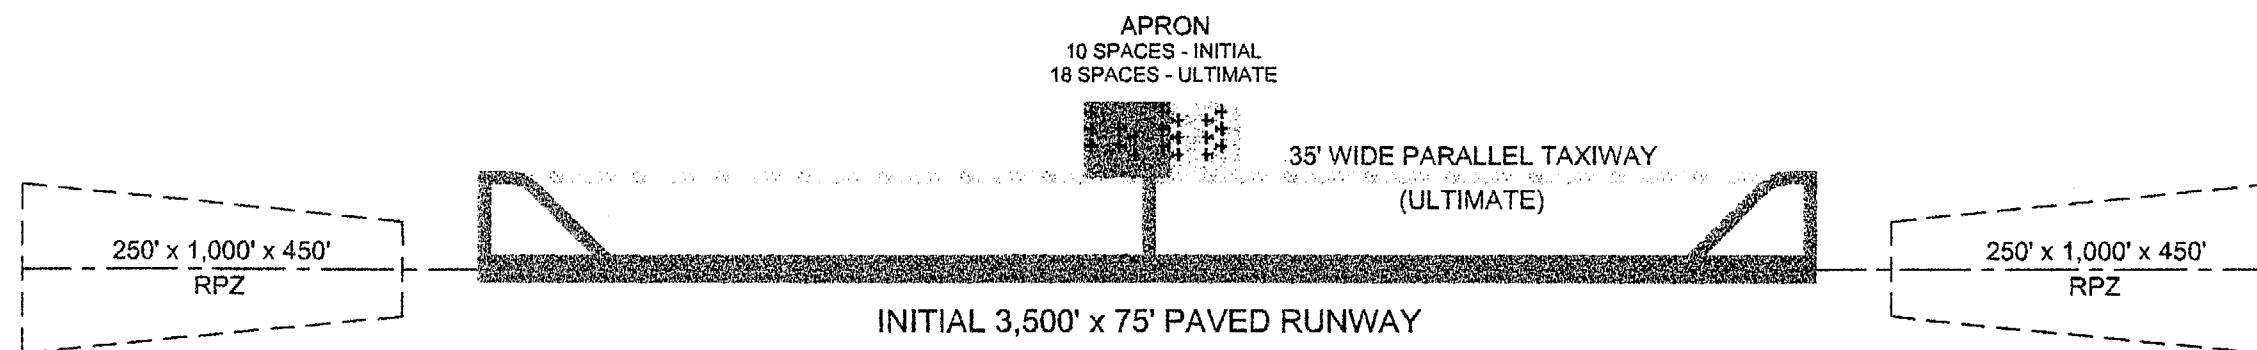 APRON
10 SPACES - INITIAL
18 SPACES - ULTIMATE
35' WIDE PARALLEL TAXIWAY
(ULTIMATE)
250' x 1,000' x 450'
RPZ
250' x 1,000' x 450'
RPZ
INITIAL 3,500' x 75' PAVED RUNWAY